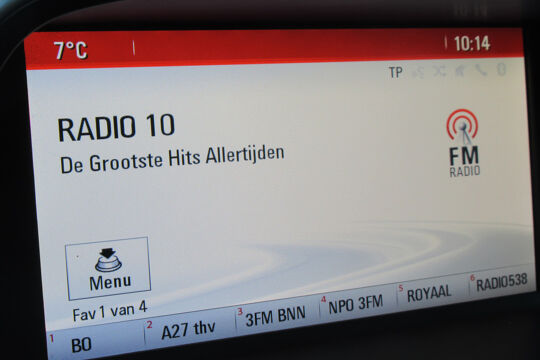 7°C 10:14
TP
RADIO 10
De Grootste Hits Allertijden
FM
RADIO
Menu
Fav 1 van 4
1 BO 2 A27 thv 3 3FM BNN 4 NPO 3FM 5 ROYAAL 6 RADIO538